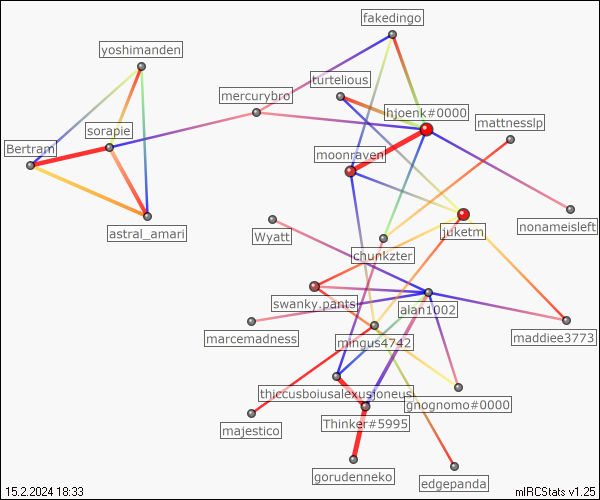 fakedingo
yoshimanden
turtelious
mercurybro
hjoenk#0000
mattnesslp
sorapie
Bertram
moonraven
nonameisleft
astral_amari
Wyatt
juketm
chunkzter
swanky.pants
alan1002
marcemadness
mingus4742
maddiee3773
thiccusboiusalexusjoneus
gnognomo#0000
majestico
Thinker#5995
gorudenneko
edgepanda
15.2.2024 18:33
mIRCStats v1.25